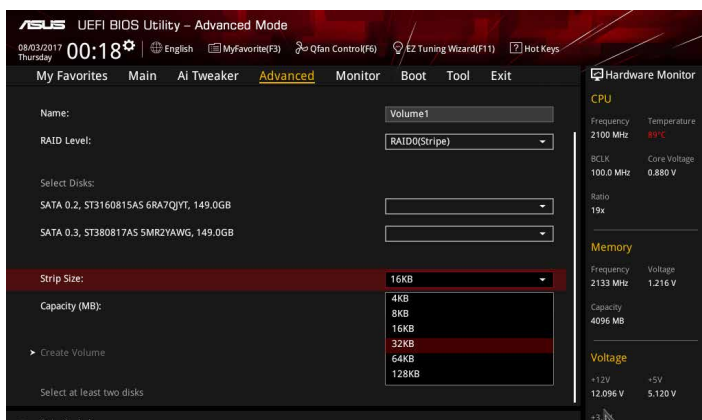 ASUS UEFI BIOS Utility – Advanced Mode
08/03/2017 Thursday 00:18 English MyFavorite(F3) Qfan Control(F6) EZ Tuning Wizard(F11) ? Hot Keys
My Favorites Main Ai Tweaker Advanced Monitor Boot Tool Exit
Name: Volume1
RAID Level: RAID0(Stripe)
Select Disks:
SATA 0.2, ST3160815AS 6RA7QJYT, 149.0GB
SATA 0.3, ST380817AS 5MR2YAWG, 149.0GB
Strip Size: 16KB
4KB
8KB
16KB
32KB
64KB
128KB
Capacity (MB):
> Create Volume
Select at least two disks
Hardware Monitor
CPU
Frequency Temperature
2100 MHz 89°C
BCLK Core Voltage
100.0 MHz 0.880 V
Ratio
19x
Memory
Frequency Voltage
2133 MHz 1.216 V
Capacity
4096 MB
Voltage
+12V +5V
12.096 V 5.120 V